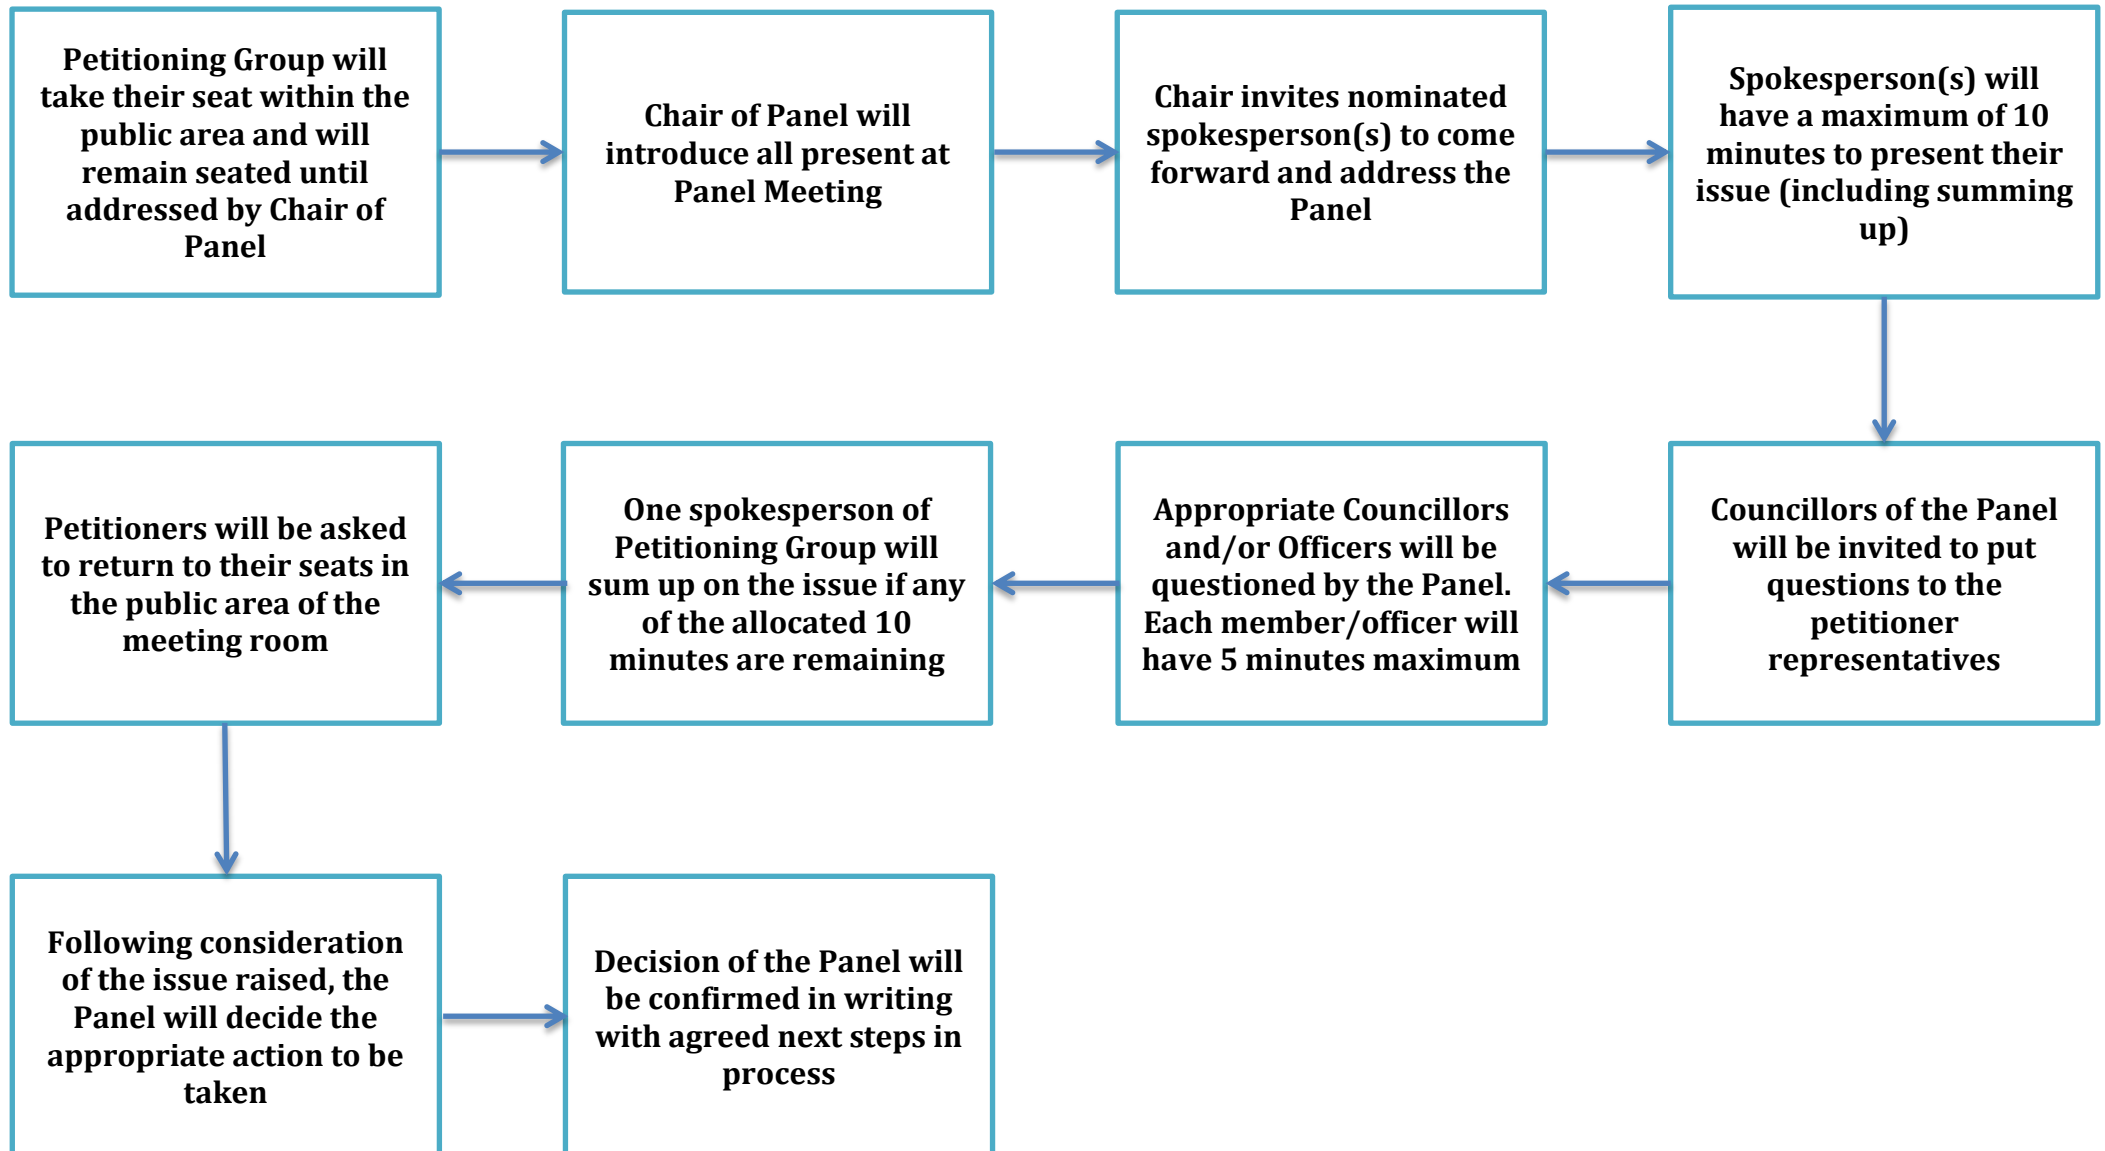 Petitioning Group will
take their seat within the
public area and will
remain seated until
addressed by Chair of
Panel
Chair of Panel will
introduce all present at
Panel Meeting
Chair invites nominated
spokesperson(s) to come
forward and address the
Panel
Spokesperson(s) will
have a maximum of 10
minutes to present their
issue (including summing
up)
Councillors of the Panel
will be invited to put
questions to the
petitioner
representatives
Appropriate Councillors
and/or Officers will be
questioned by the Panel.
Each member/officer will
have 5 minutes maximum
One spokesperson of
Petitioning Group will
sum up on the issue if any
of the allocated 10
minutes are remaining
Petitioners will be asked
to return to their seats in
the public area of the
meeting room
Following consideration
of the issue raised, the
Panel will decide the
appropriate action to be
taken
Decision of the Panel will
be confirmed in writing
with agreed next steps in
process